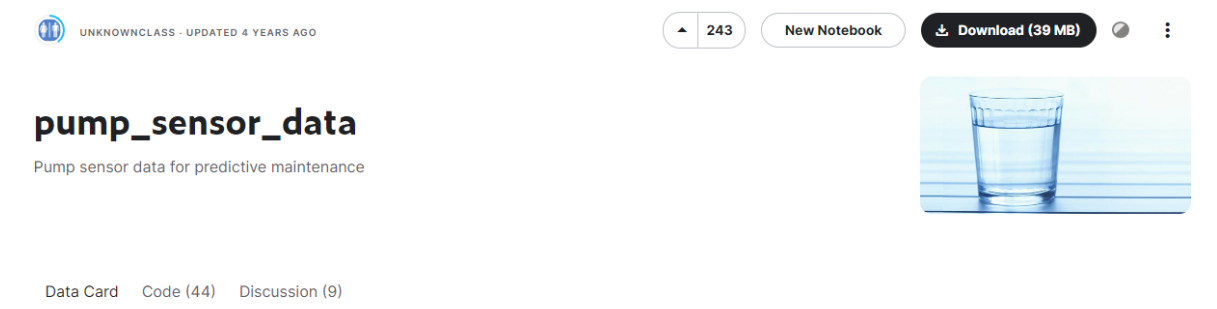 UNKNOWNCLASS · UPDATED 4 YEARS AGO
243
New Notebook
Download (39 MB)
pump_sensor_data
Pump sensor data for predictive maintenance
Data Card
Code (44)
Discussion (9)